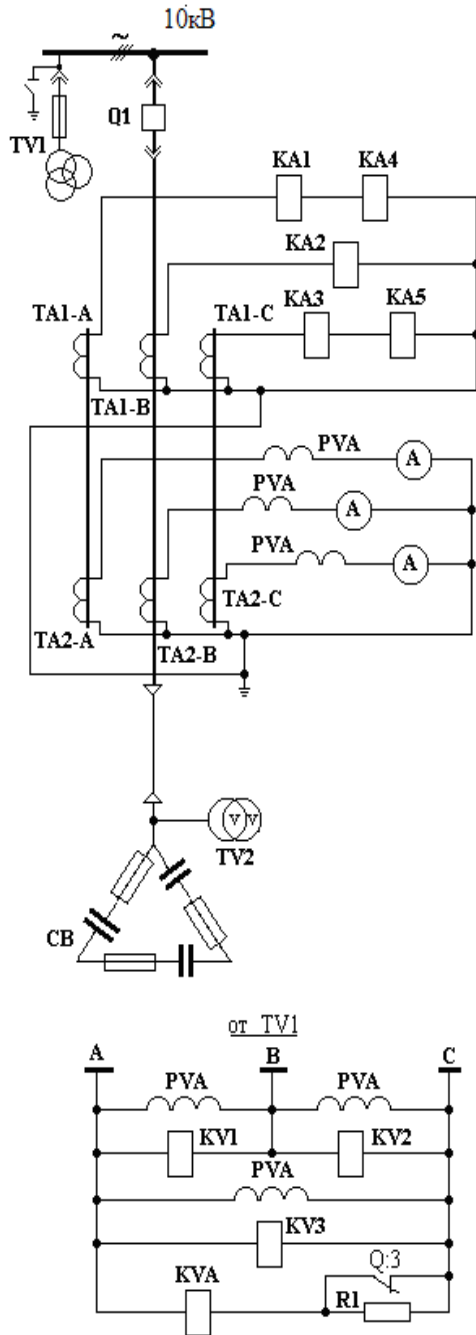 10кВ
~
TV1
Q1
KA1
KA4
KA2
TA1-A
TA1-C
KA3
KA5
TA1-B
PVA
A
PVA
A
PVA
A
TA2-C
TA2-A
TA2-B
V V
TV2
CB
от TV1
A
B
C
PVA
PVA
KV1
KV2
PVA
KV3
Q:3
KVA
R1